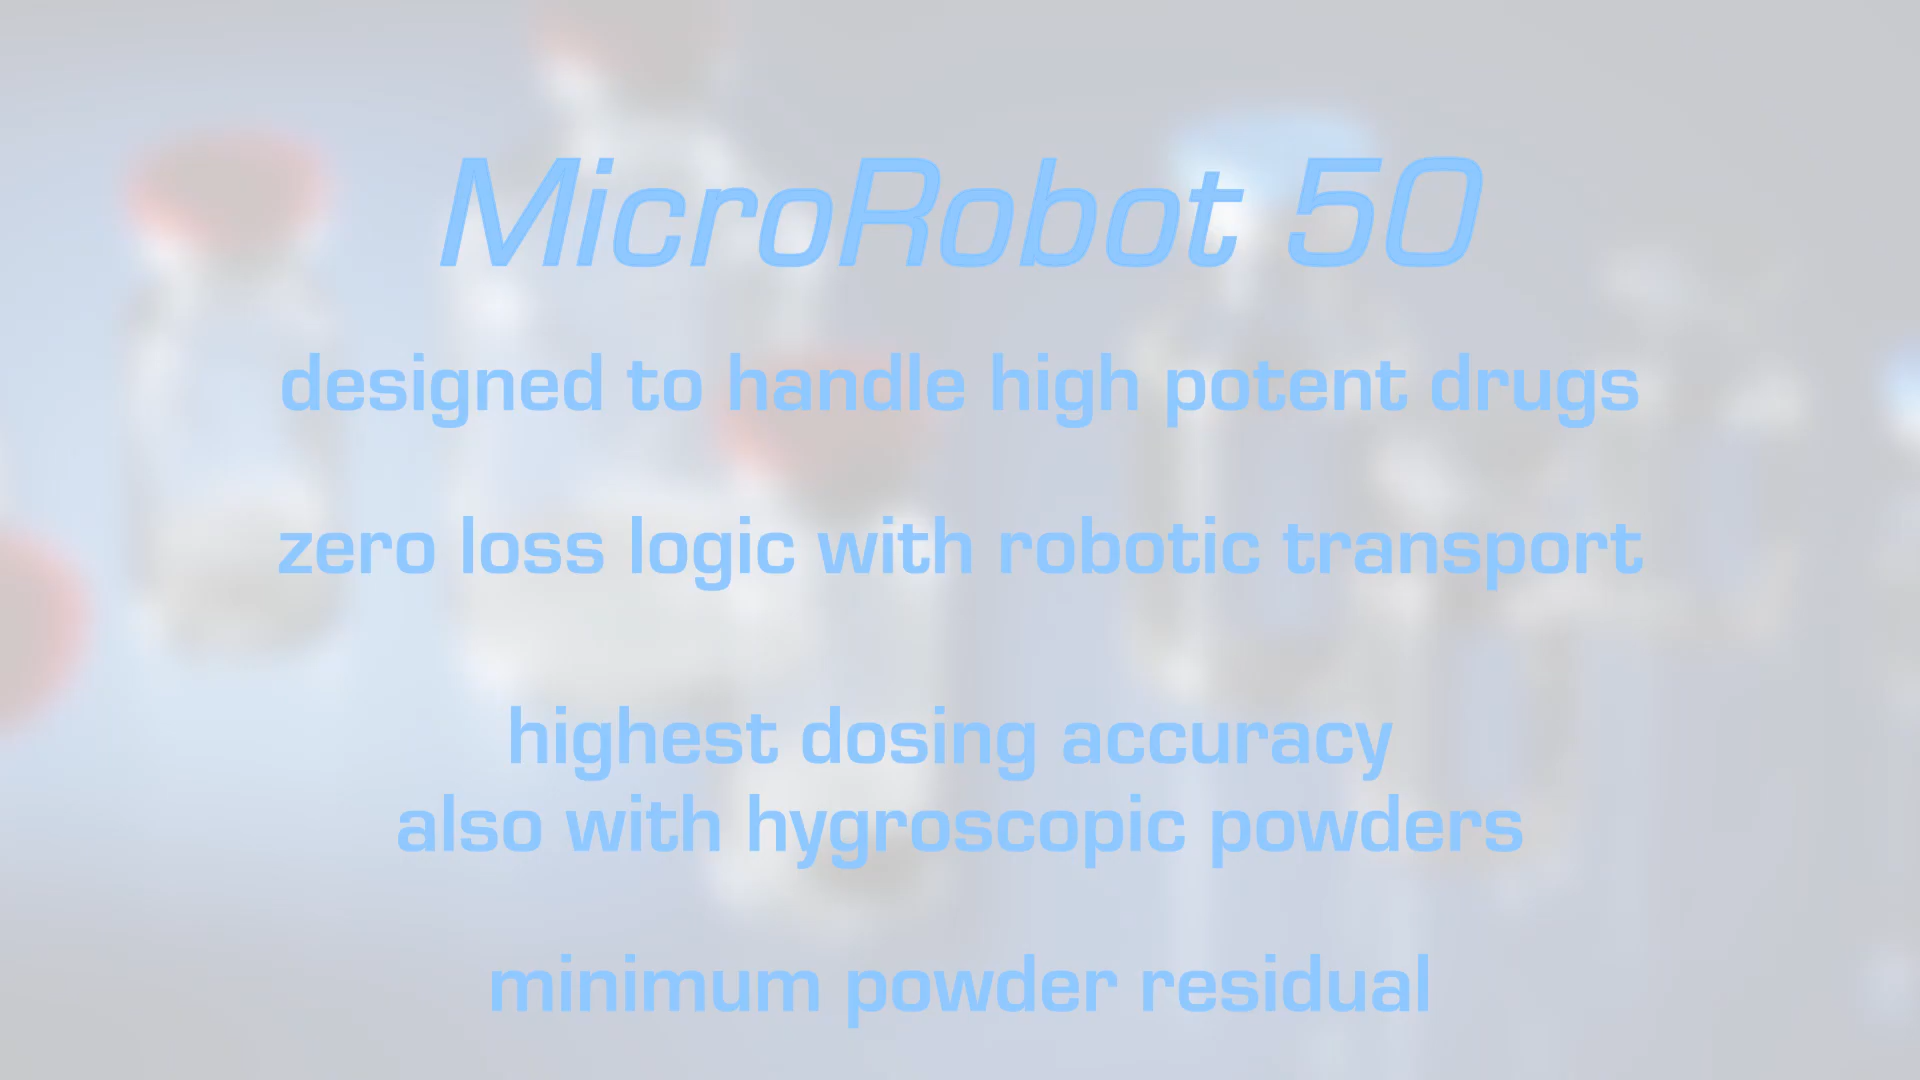 MicroRobot 50
designed to handle high potent drugs
zero loss logic with robotic transport
highest dosing accuracy
also with hygroscopic powders
minimum powder residual